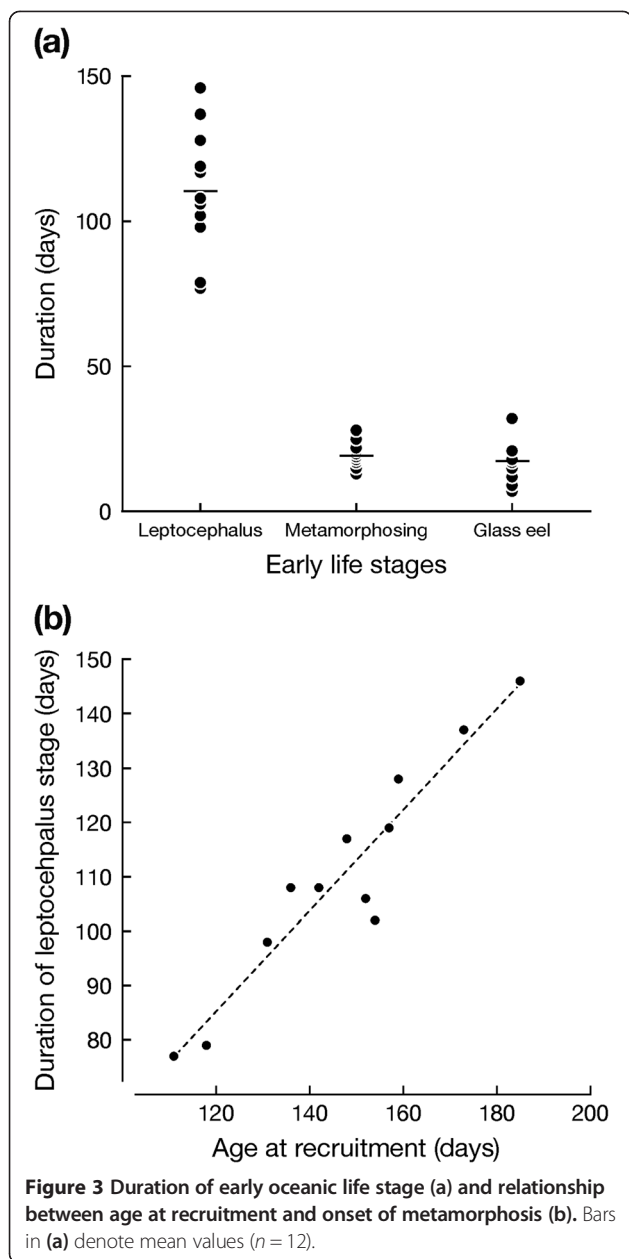 (a)
150
100
50
0
Duration (days)
Leptocephalus Metamorphosing Glass eel
Early life stages
(b)
150
140
130
120
110
100
90
80
Duration of leptocehpalus stage (days)
120 140 160 180 200
Age at recruitment (days)
Figure 3 Duration of early oceanic life stage (a) and relationship
between age at recruitment and onset of metamorphosis (b). Bars
in (a) denote mean values (n = 12).